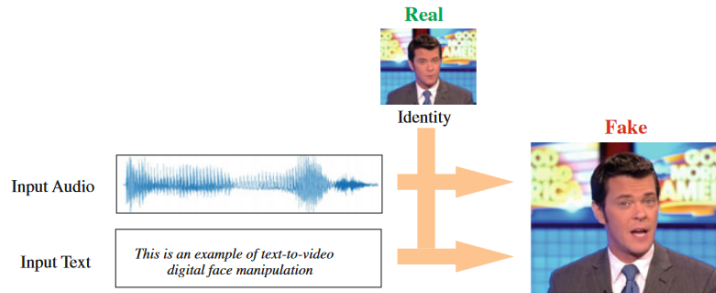 Real
Identity
Fake
Input Audio
Input Text
This is an example of text-to-video
digital face manipulation